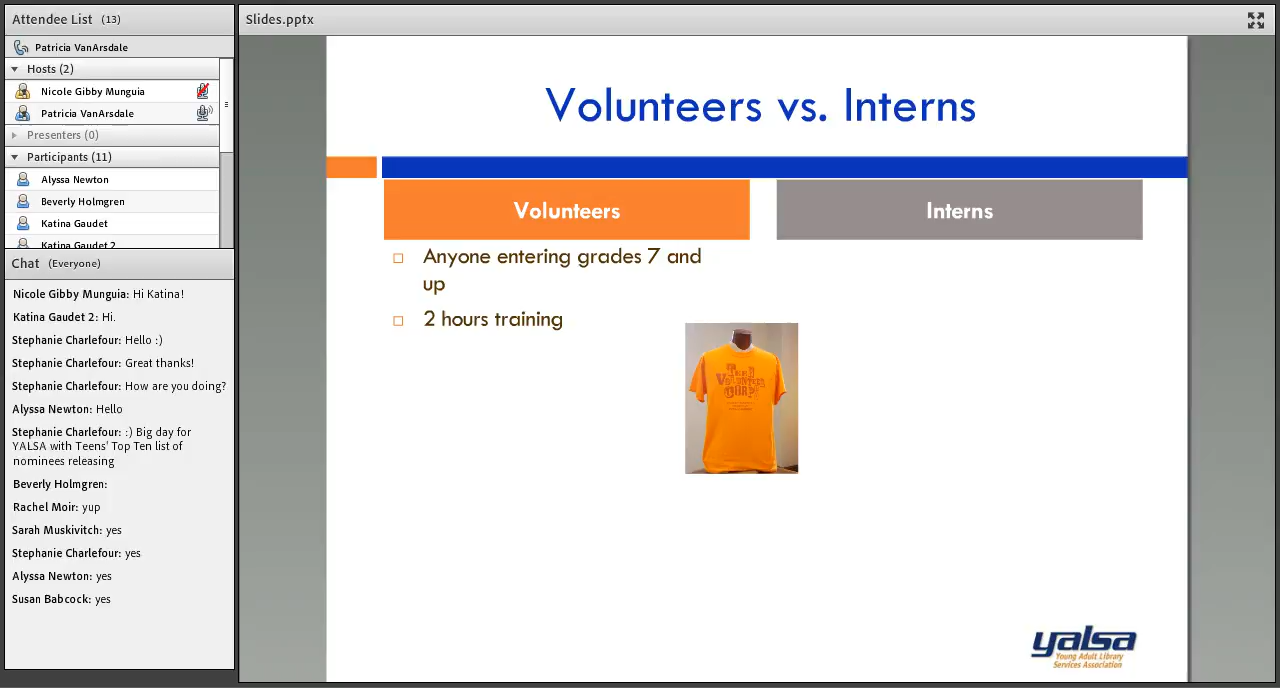 Attendee List (13)
Patricia VanArsdale
Hosts (2)
Nicole Gibby Munguia
Patricia VanArsdale
Presenters (0)
Participants (11)
Alyssa Newton
Beverly Holmgren
Katina Gaudet
Katina Gaudet 2
Chat (Everyone)
Nicole Gibby Munguia: Hi Katina!
Katina Gaudet 2: Hi.
Stephanie Charlefour: Hello :)
Stephanie Charlefour: Great thanks!
Stephanie Charlefour: How are you doing?
Alyssa Newton: Hello
Stephanie Charlefour: :) Big day for
YALSA with Teens' Top Ten list of
nominees releasing
Beverly Holmgren:
Rachel Moir: yup
Sarah Muskivitch: yes
Stephanie Charlefour: yes
Alyssa Newton: yes
Susan Babcock: yes
Slides.pptx
Volunteers vs. Interns
Volunteers
Anyone entering grades 7 and
up
2 hours training
Interns
Volunteer
yalsa
Young Adult Library
Services Association